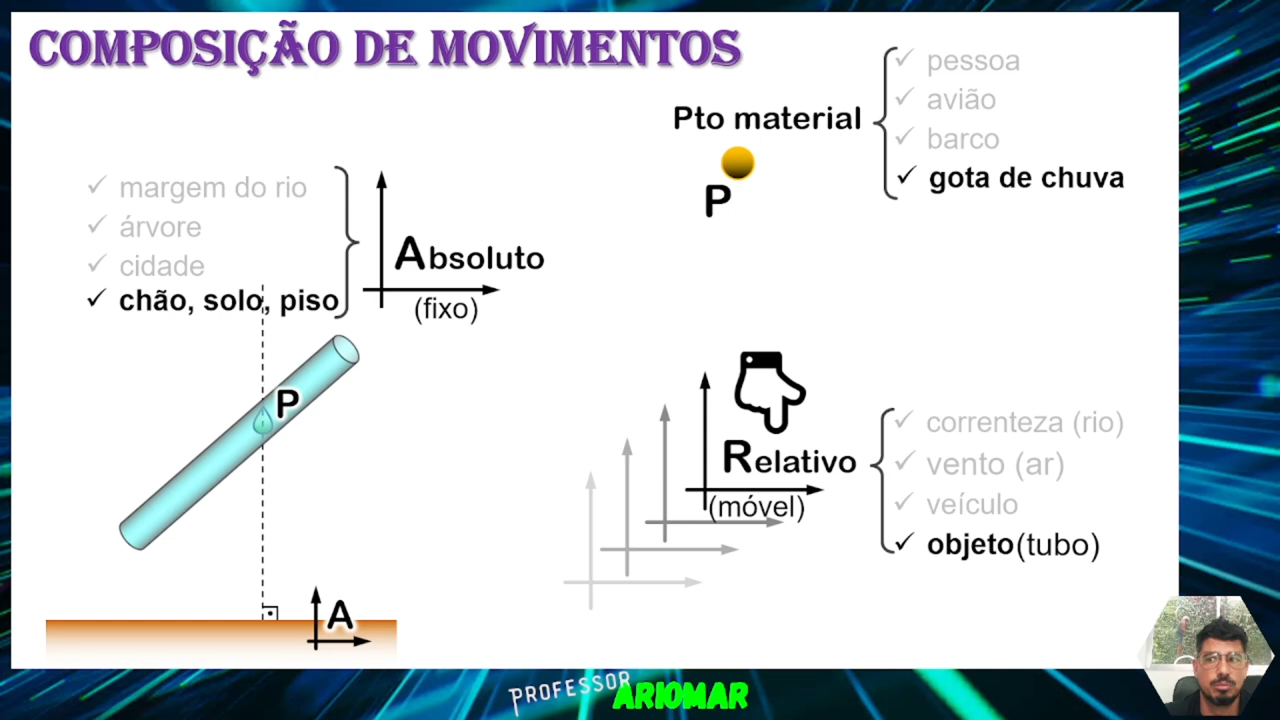 COMPOSIÇÃO DE MOVIMENTOS
pessoa
avião
barco
gota de chuva
Pto material
P
margem do rio
árvore
cidade
chão, solo, piso
Absoluto
(fixo)
P
A
Relativo
(móvel)
correnteza (rio)
vento (ar)
veículo
objeto(tubo)
PROFESSOR ARIOMAR